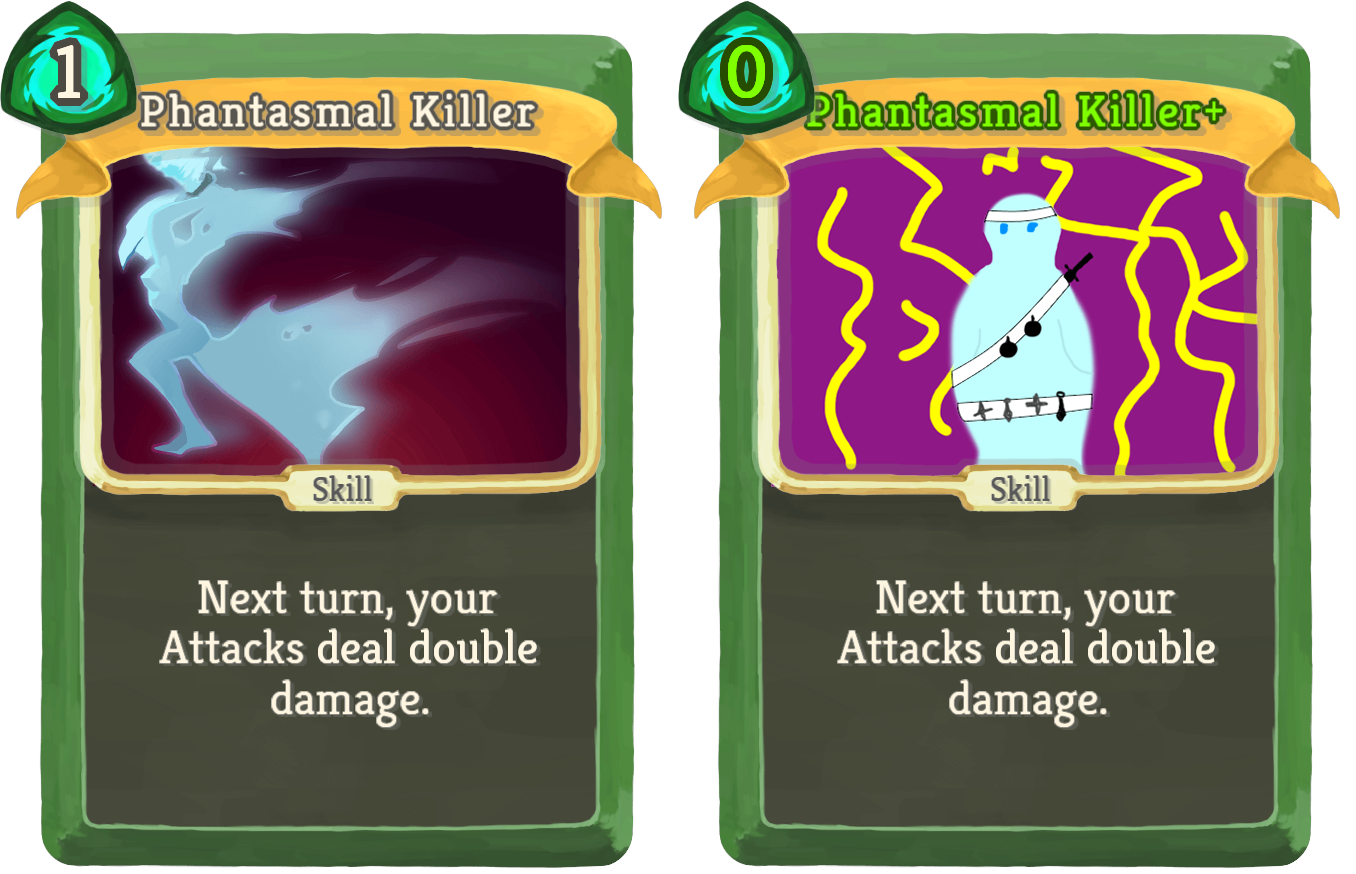 1
Phantasmal Killer
Skill
Next turn, your
Attacks deal double
damage.
0
Phantasmal Killer+
Skill
Next turn, your
Attacks deal double
damage.